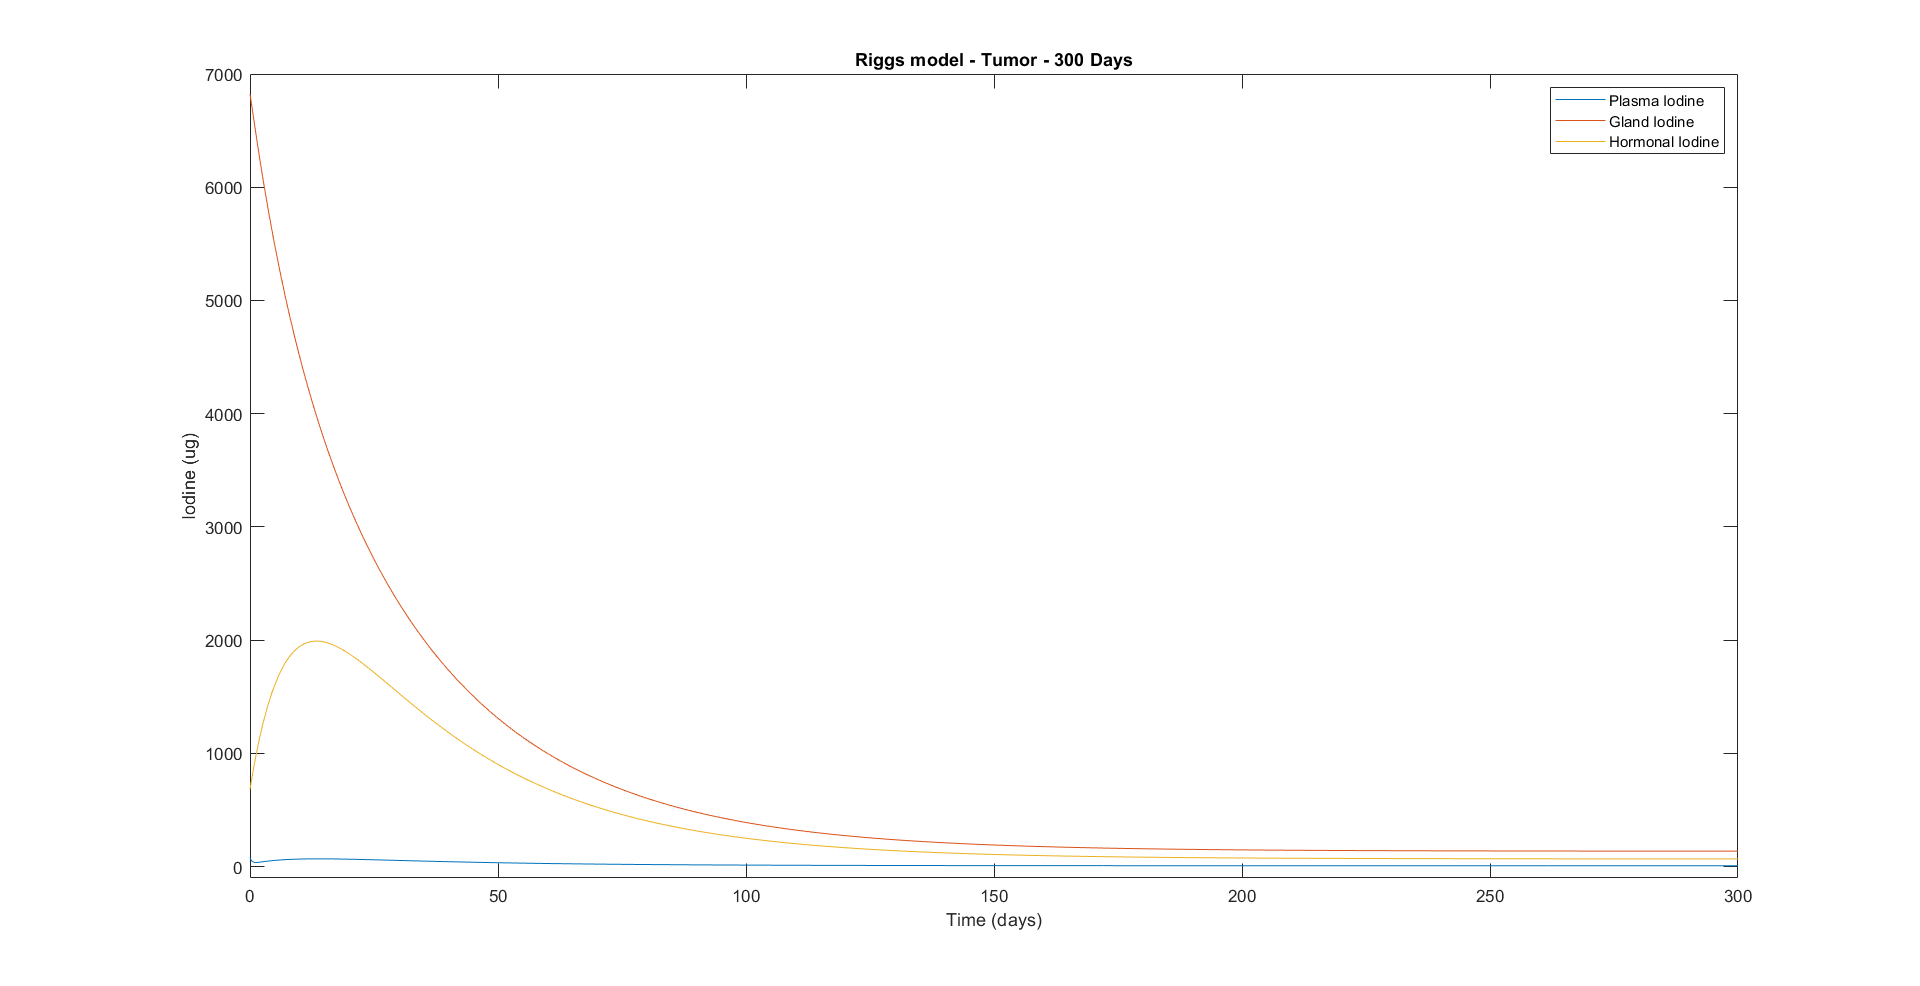 Riggs model - Tumor - 300 Days
7000
6000
5000
4000
3000
2000
1000
0
Iodine (ug)
Plasma Iodine
Gland Iodine
Hormonal Iodine
0 50 100 150 200 250 300
Time (days)